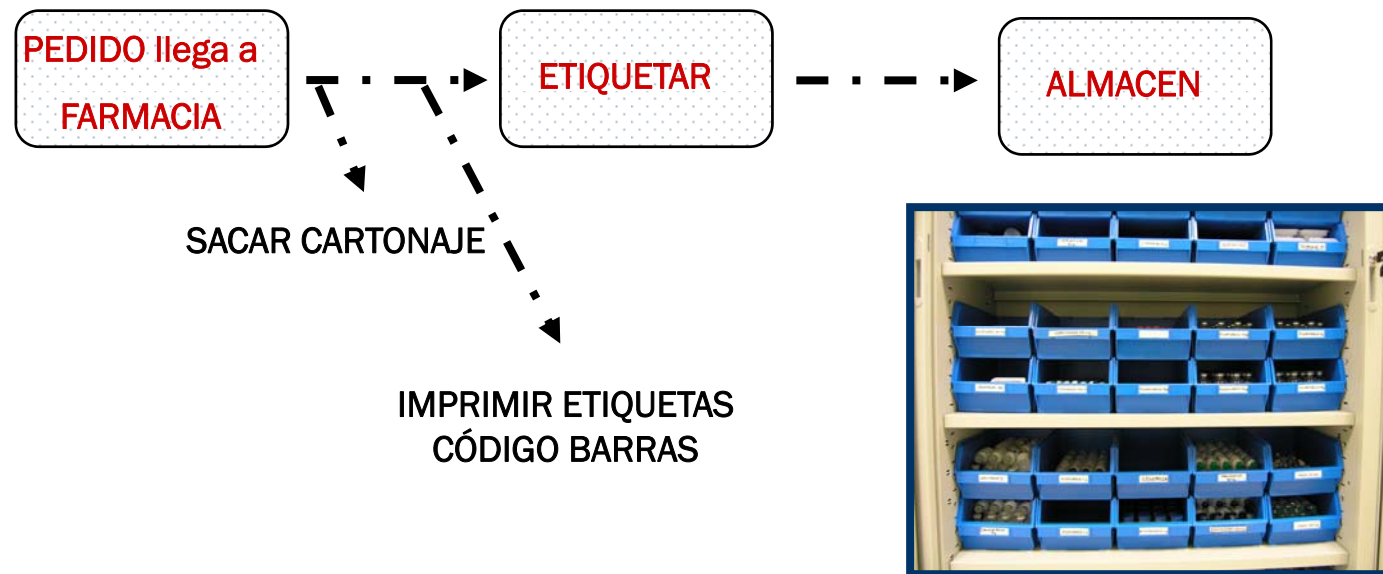 PEDIDO llega a
FARMACIA
ETIQUETAR
ALMACEN
SACAR CARTONAJE
IMPRIMIR ETIQUETAS
CÓDIGO BARRAS